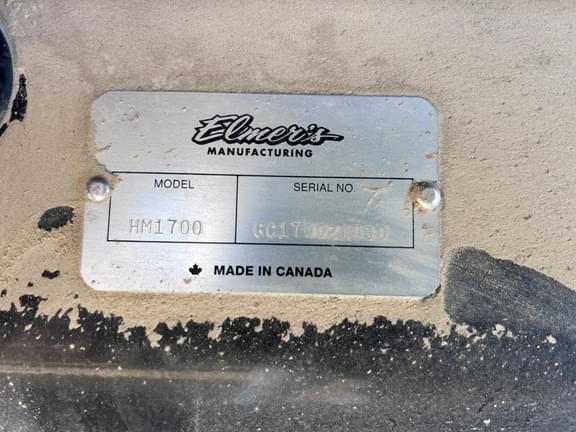 Elmer's
MANUFACTURING
MODEL
SERIAL NO.
HM1700
MADE IN CANADA